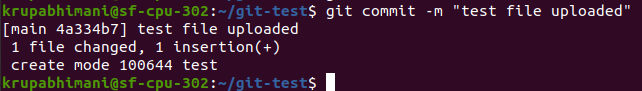 krupabhimani@sf-cpu-302:~/git-test$ git commit -m "test file uploaded"
[main 4a334b7] test file uploaded
 1 file changed, 1 insertion(+)
 create mode 100644 test
krupabhimani@sf-cpu-302:~/git-test$